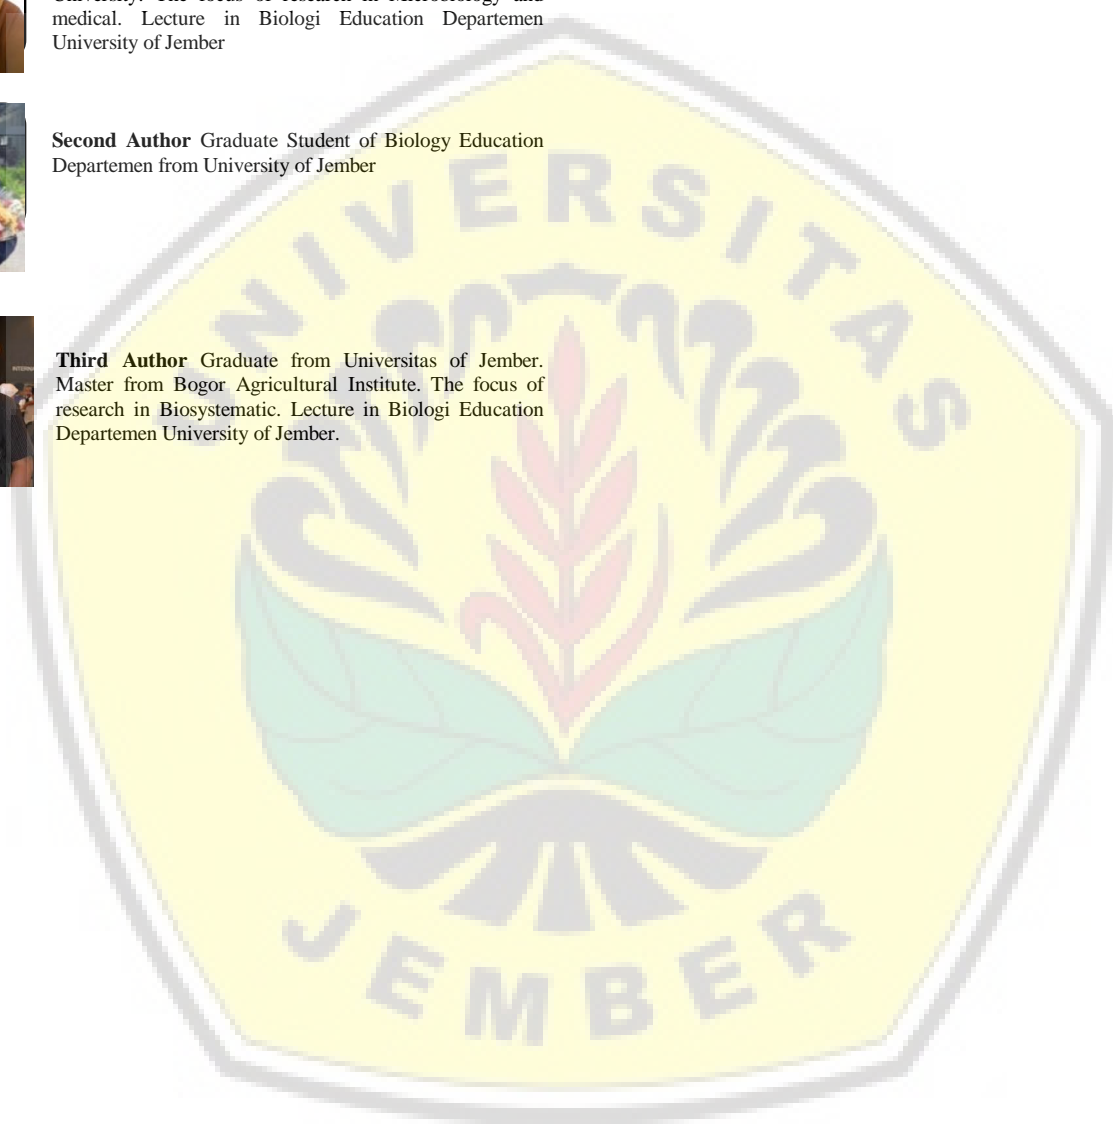 University. The focus of research in Microbiology and
medical. Lecture in Biologi Education Departemen
University of Jember
Second Author Graduate Student of Biology Education
Departemen from University of Jember
Third Author Graduate from Universitas of Jember.
Master from Bogor Agricultural Institute. The focus of
research in Biosystematic. Lecture in Biologi Education
Departemen University of Jember.
UNIVERSITAS
JEMBER